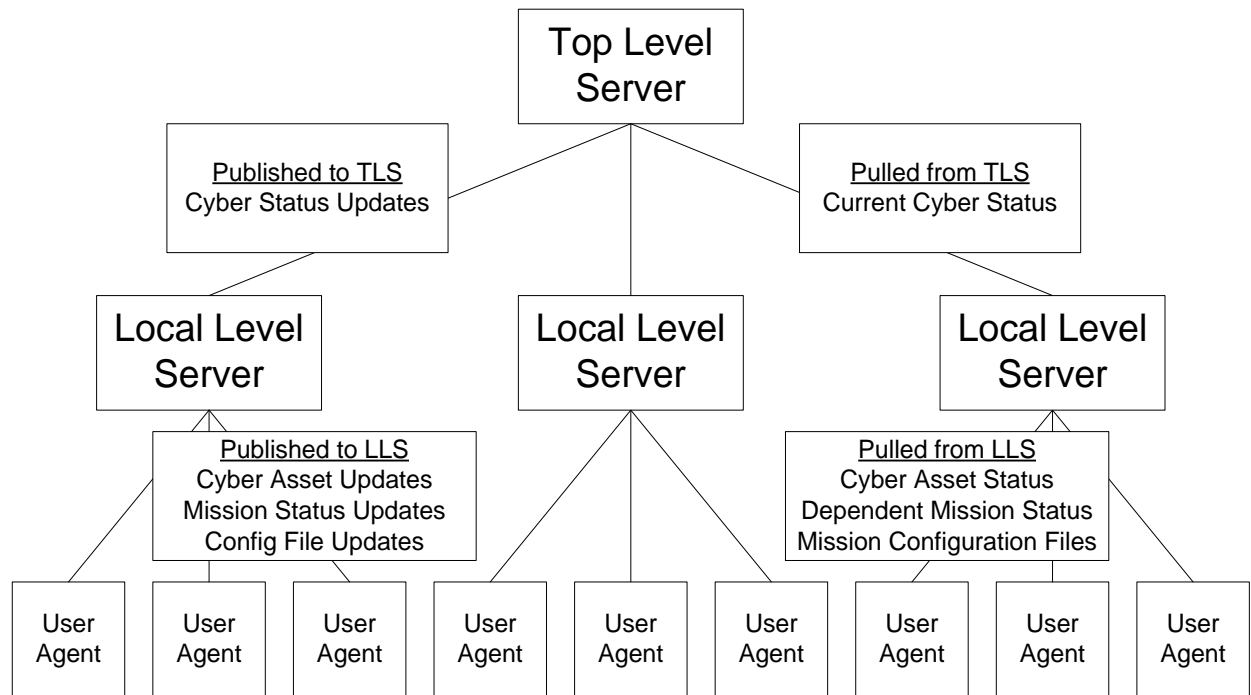 Top Level
Server
Published to TLS
Cyber Status Updates
Pulled from TLS
Current Cyber Status
Local Level
Server
Local Level
Server
Local Level
Server
Published to LLS
Cyber Asset Updates
Mission Status Updates
Config File Updates
Pulled from LLS
Cyber Asset Status
Dependent Mission Status
Mission Configuration Files
User
Agent
User
Agent
User
Agent
User
Agent
User
Agent
User
Agent
User
Agent
User
Agent
User
Agent